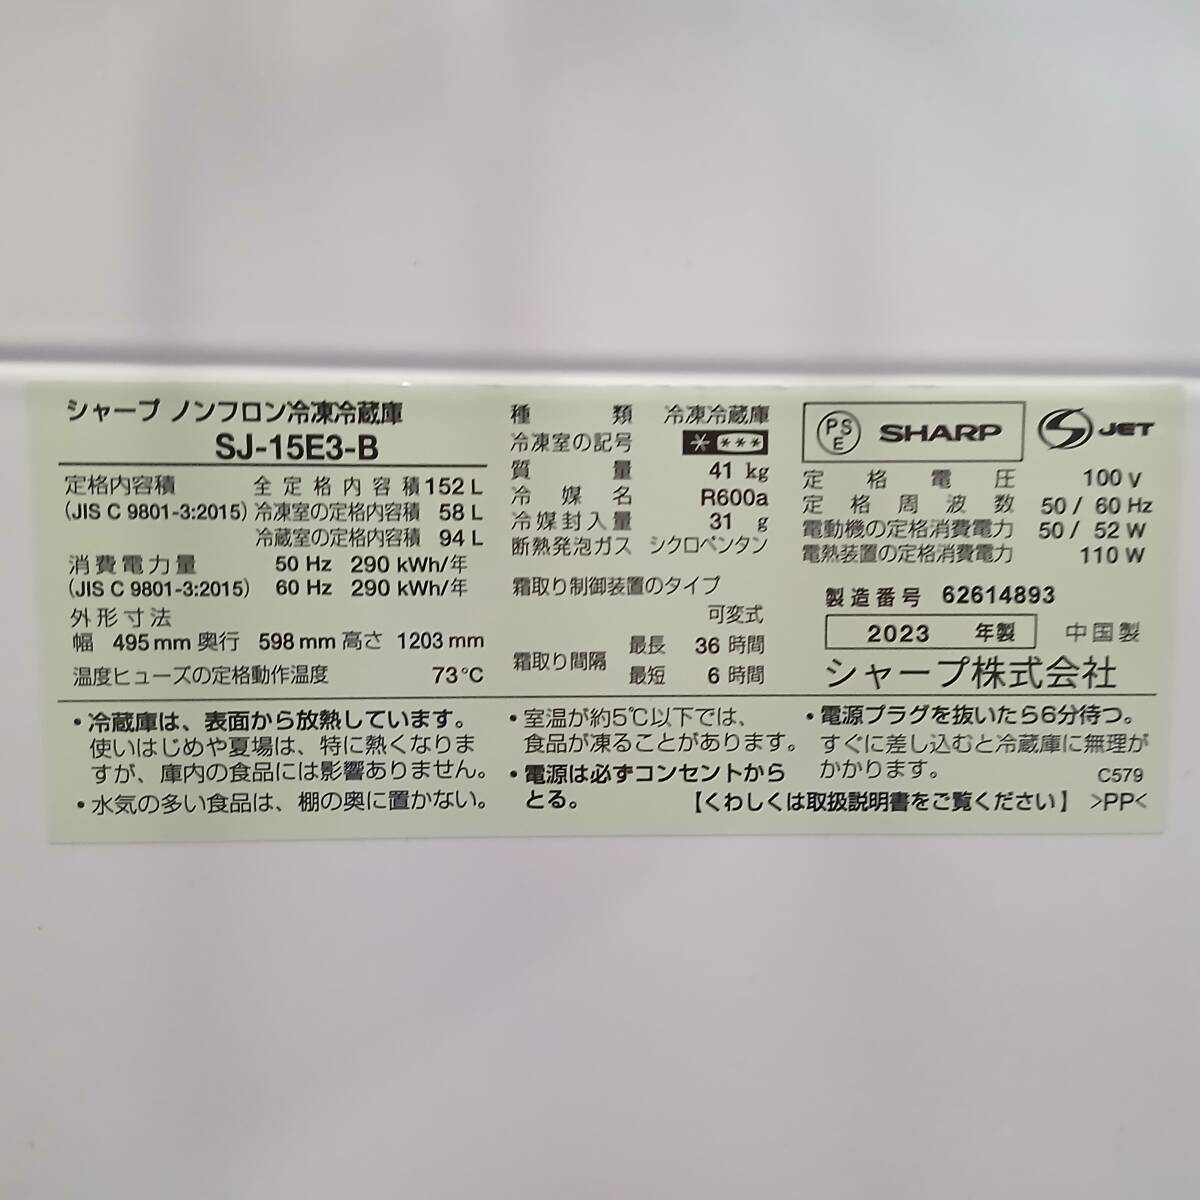 シャープ ノンフロン冷凍冷蔵庫
SJ-15E3-B
定格内容積 全定格内容積 152 L
(JIS C 9801-3:2015) 冷凍室の定格内容積 58 L
冷蔵室の定格内容積 94 L
消費電力量 50 Hz 290 kWh/年
(JIS C 9801-3:2015) 60 Hz 290 kWh/年
外形寸法
幅 495 mm 奥行 598 mm 高さ 1203 mm
温度ヒューズの定格動作温度 73℃
種類 冷凍冷蔵庫
冷凍室の記号 * ***
質量 41 kg
冷媒名 R600a
冷媒封入量 31 g
断熱発泡ガス シクロペンタン
霜取り制御装置のタイプ
可変式
霜取り間隔 最長 36 時間
最短 6 時間
PSE SHARP JET
定格電圧 100 V
定格周波数 50 / 60 Hz
電動機の定格消費電力 50 / 52 W
電熱装置の定格消費電力 110 W
製造番号 62614893
2023 年製 中国製
シャープ株式会社
・冷蔵庫は、表面から放熱しています。
使いはじめや夏場は、特に熱くなりま
すが、庫内の食品には影響ありません。
・水気の多い食品は、棚の奥に置かない。
・室温が約5℃以下では、
食品が凍ることがあります。
・電源は必ずコンセントから
とる。
・電源プラグを抜いたら6分待つ。
すぐに差し込むと冷蔵庫に無理が
かかります。 C579
【くわしくは取扱説明書をご覧ください】 >PP<